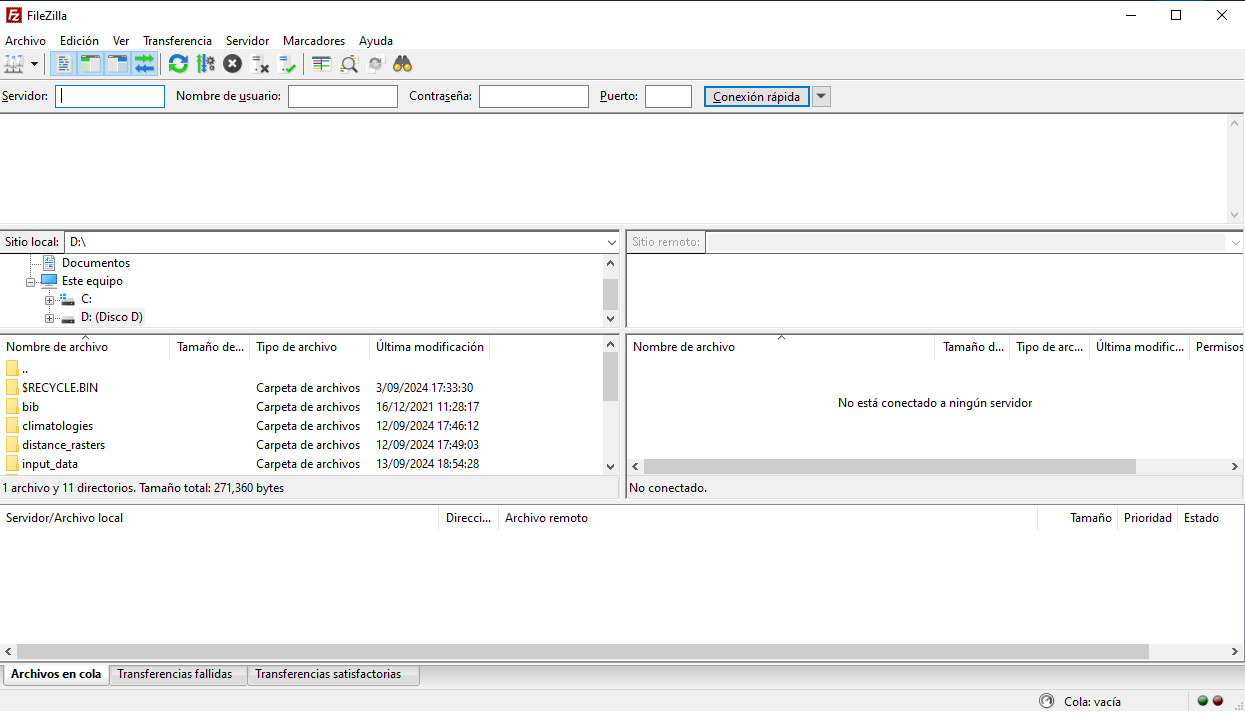 FileZilla
Archivo Edición Ver Transferencia Servidor Marcadores Ayuda
Servidor: Nombre de usuario: Contraseña: Puerto: Conexión rápida
Sitio local: D:\
Documentos
Este equipo
C:
D: (Disco D)
Nombre de archivo Tamaño de... Tipo de archivo Última modificación
..
$RECYCLE.BIN Carpeta de archivos 3/09/2024 17:33:30
bib Carpeta de archivos 16/12/2021 11:28:17
climatologies Carpeta de archivos 12/09/2024 17:46:12
distance_rasters Carpeta de archivos 12/09/2024 17:49:03
input_data Carpeta de archivos 13/09/2024 18:54:28
1 archivo y 11 directorios. Tamaño total: 271,360 bytes
Sitio remoto:
Nombre de archivo Tamaño d... Tipo de arc... Última modific... Permisos
No está conectado a ningún servidor
No conectado.
Servidor/Archivo local Direcci... Archivo remoto Tamaño Prioridad Estado
Archivos en cola Transferencias fallidas Transferencias satisfactorias
Cola: vacía